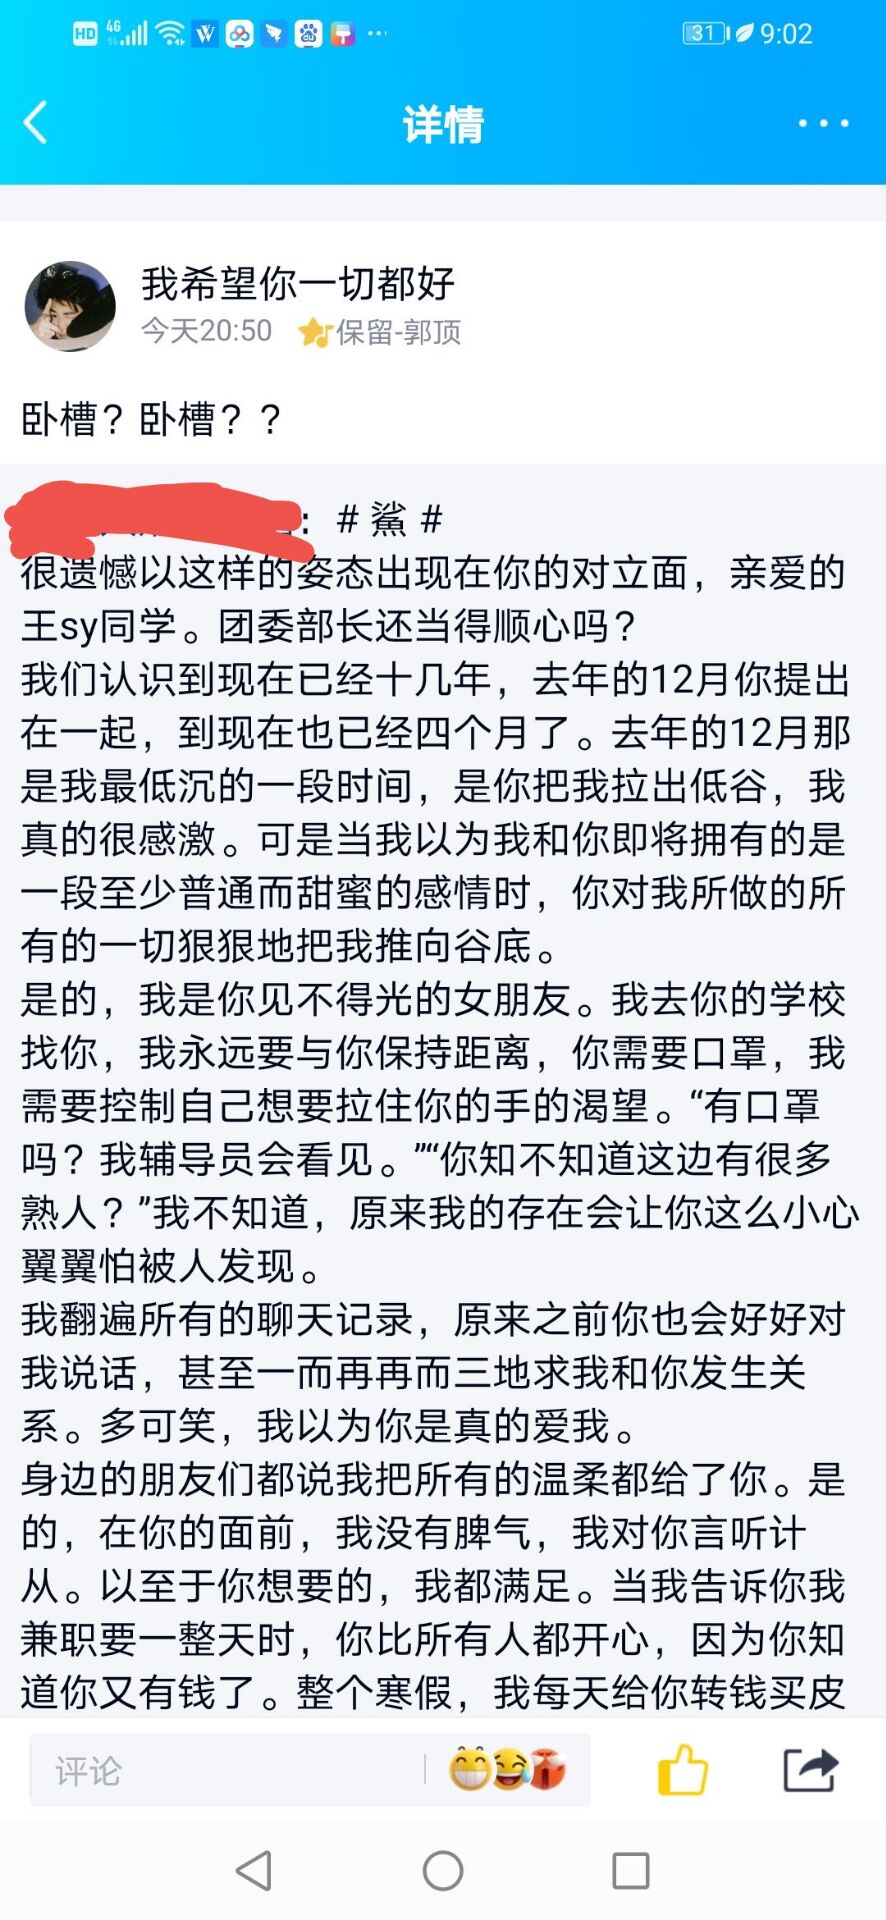 HD 4G 31 9:02
详情
我希望你一切都好
今天20:50 保留-郭顶
卧槽？卧槽？？
：# 鲨 #
很遗憾以这样的姿态出现在你的对立面，亲爱的
王sy同学。团委部长还当得顺心吗？
我们认识到现在已经十几年，去年的12月你提出
在一起，到现在也已经四个月了。去年的12月那
是我最低沉的一段时间，是你把我拉出低谷，我
真的很感激。可是当我以为我和你即将拥有的是
一段至少普通而甜蜜的感情时，你对我所做的所
有的一切狠狠地把我推向谷底。
是的，我是你见不得光的女朋友。我去你的学校
找你，我永远要与你保持距离，你需要口罩，我
需要控制自己想要拉住你的手的渴望。“有口罩
吗？我辅导员会看见。”“你知不知道这边有很多
熟人？”我不知道，原来我的存在会让你这么小心
翼翼怕被人发现。
我翻遍所有的聊天记录，原来之前你也会好好对
我说话，甚至一而再再而三地求我和你发生关
系。多可笑，我以为你是真的爱我。
身边的朋友们都说我把所有的温柔都给了你。是
的，在你的面前，我没有脾气，我对你言听计
从。以至于你想要的，我都满足。当我告诉你我
兼职要一整天时，你比所有人都开心，因为你知
道你又有钱了。整个寒假，我每天给你转钱买皮
评论